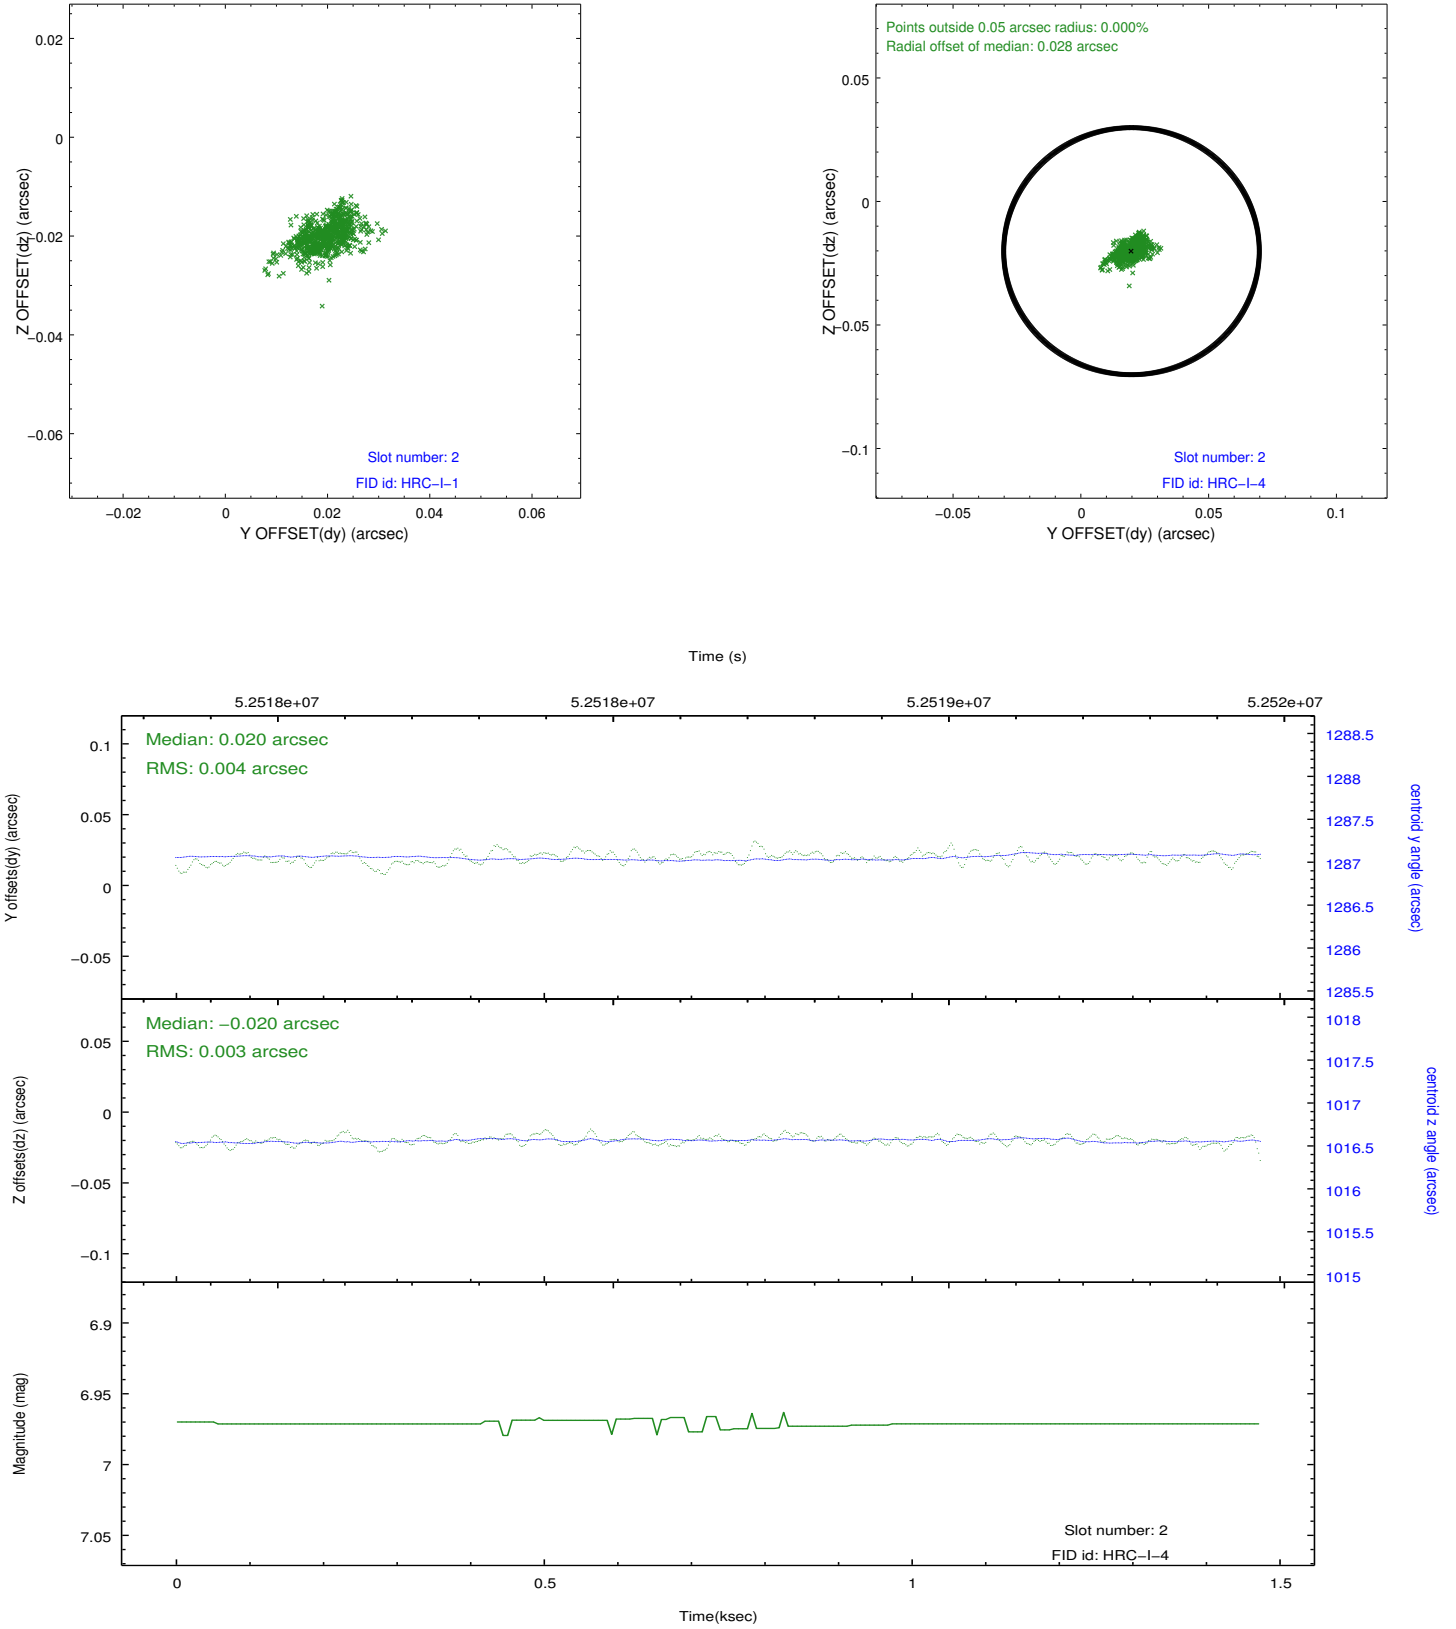 0.02
0
−0.02
−0.04
−0.06
Z OFFSET(dz) (arcsec)
Slot number: 2
FID id: HRC−I−1
−0.02
0
0.02
0.04
0.06
Y OFFSET(dy) (arcsec)
Points outside 0.05 arcsec radius: 0.000%
Radial offset of median: 0.028 arcsec
0.05
0
−0.05
−0.1
Z OFFSET(dz) (arcsec)
Slot number: 2
FID id: HRC−I−4
−0.05
0
0.05
0.1
Y OFFSET(dy) (arcsec)
Time (s)
5.2518e+07
5.2518e+07
5.2519e+07
5.252e+07
Median: 0.020 arcsec
RMS: 0.004 arcsec
0.1
0.05
0
−0.05
Y offsets(dy) (arcsec)
1288.5
1288
1287.5
1287
1286.5
1286
1285.5
centroid y angle (arcsec)
Median: −0.020 arcsec
RMS: 0.003 arcsec
0.05
0
−0.05
−0.1
Z offsets(dz) (arcsec)
1018
1017.5
1017
1016.5
1016
1015.5
1015
centroid z angle (arcsec)
6.9
6.95
7
7.05
Magnitude (mag)
Slot number: 2
FID id: HRC−I−4
0
0.5
1
1.5
Time(ksec)